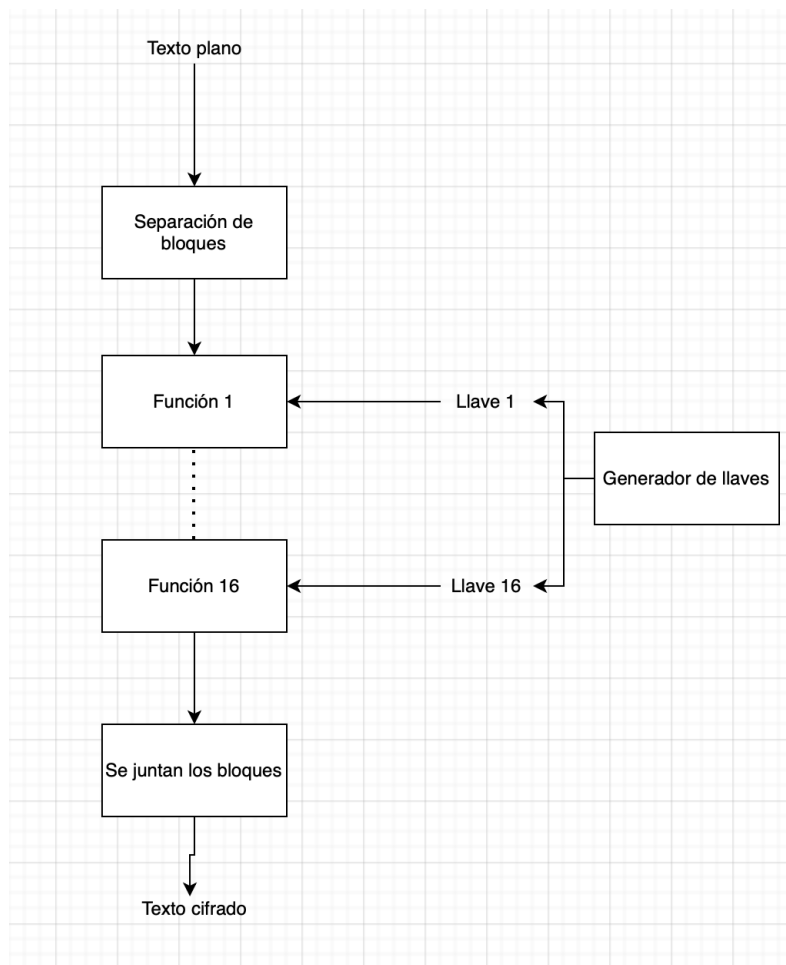 Texto plano
Separación de
bloques
Función 1
Llave 1
Generador de llaves
Función 16
Llave 16
Se juntan los bloques
Texto cifrado